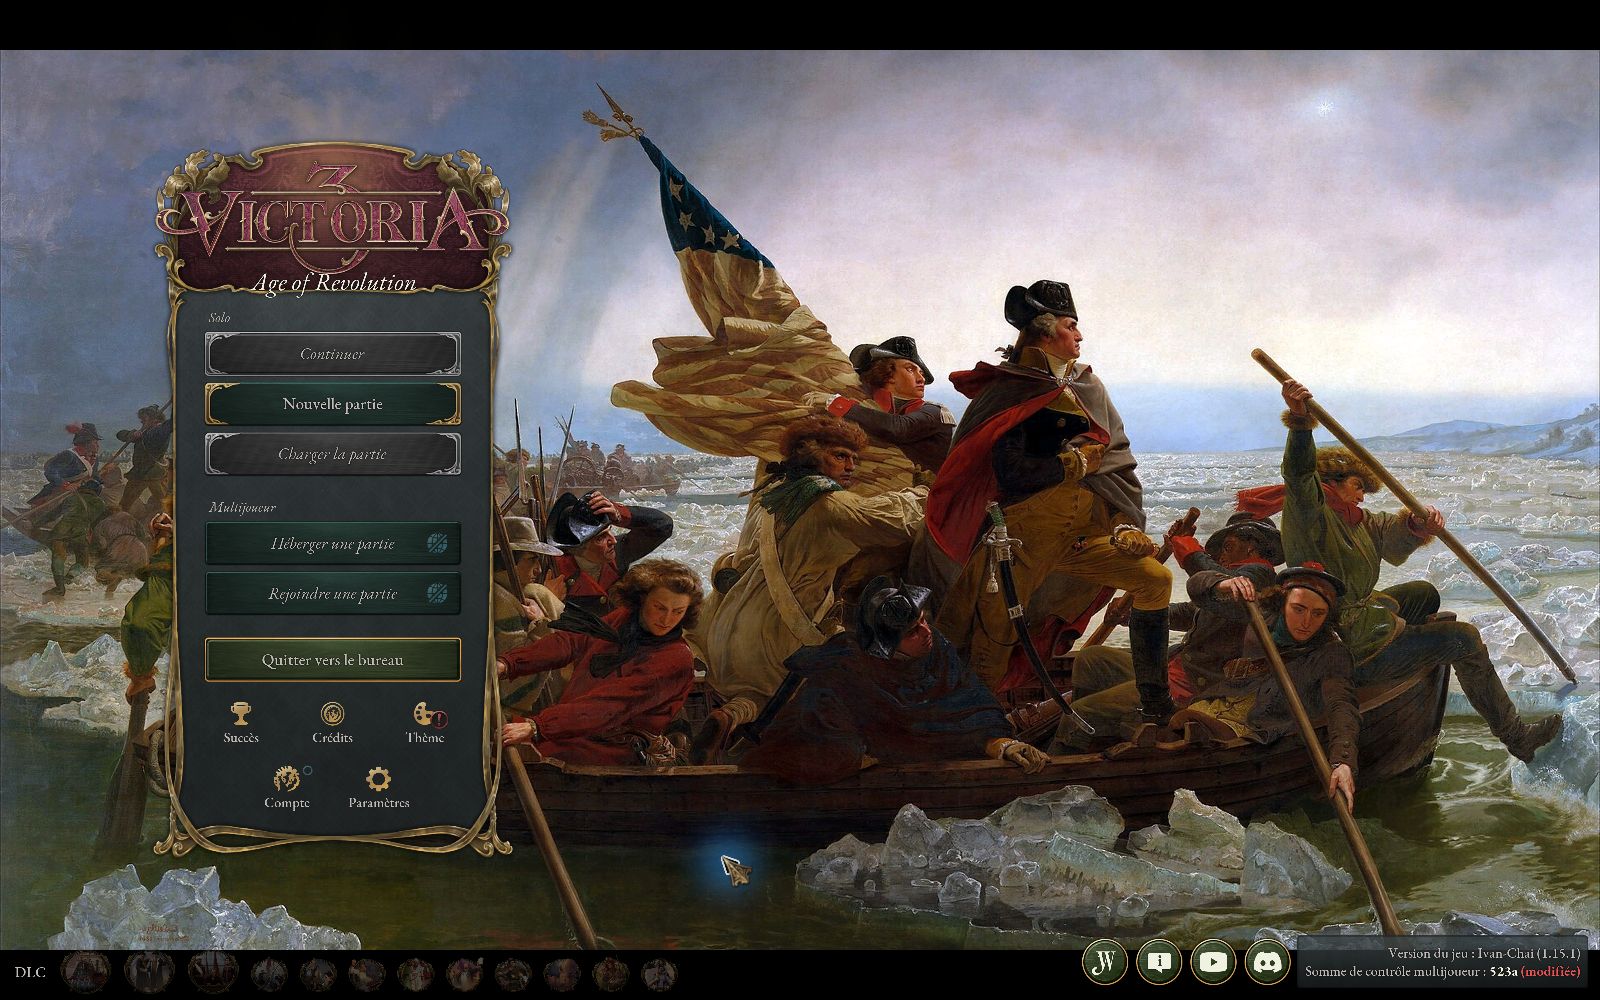 3
VICTORIA
Age of Revolution
Solo
Continuer
Nouvelle partie
Charger la partie
Multijoueur
Héberger une partie
Rejoindre une partie
Quitter vers le bureau
Succès
Crédits
Thème
Compte
Paramètres
DLC
Version du jeu : Ivan-Chai (1.15.1)
Somme de contrôle multijoueur : 523a (modifiée)